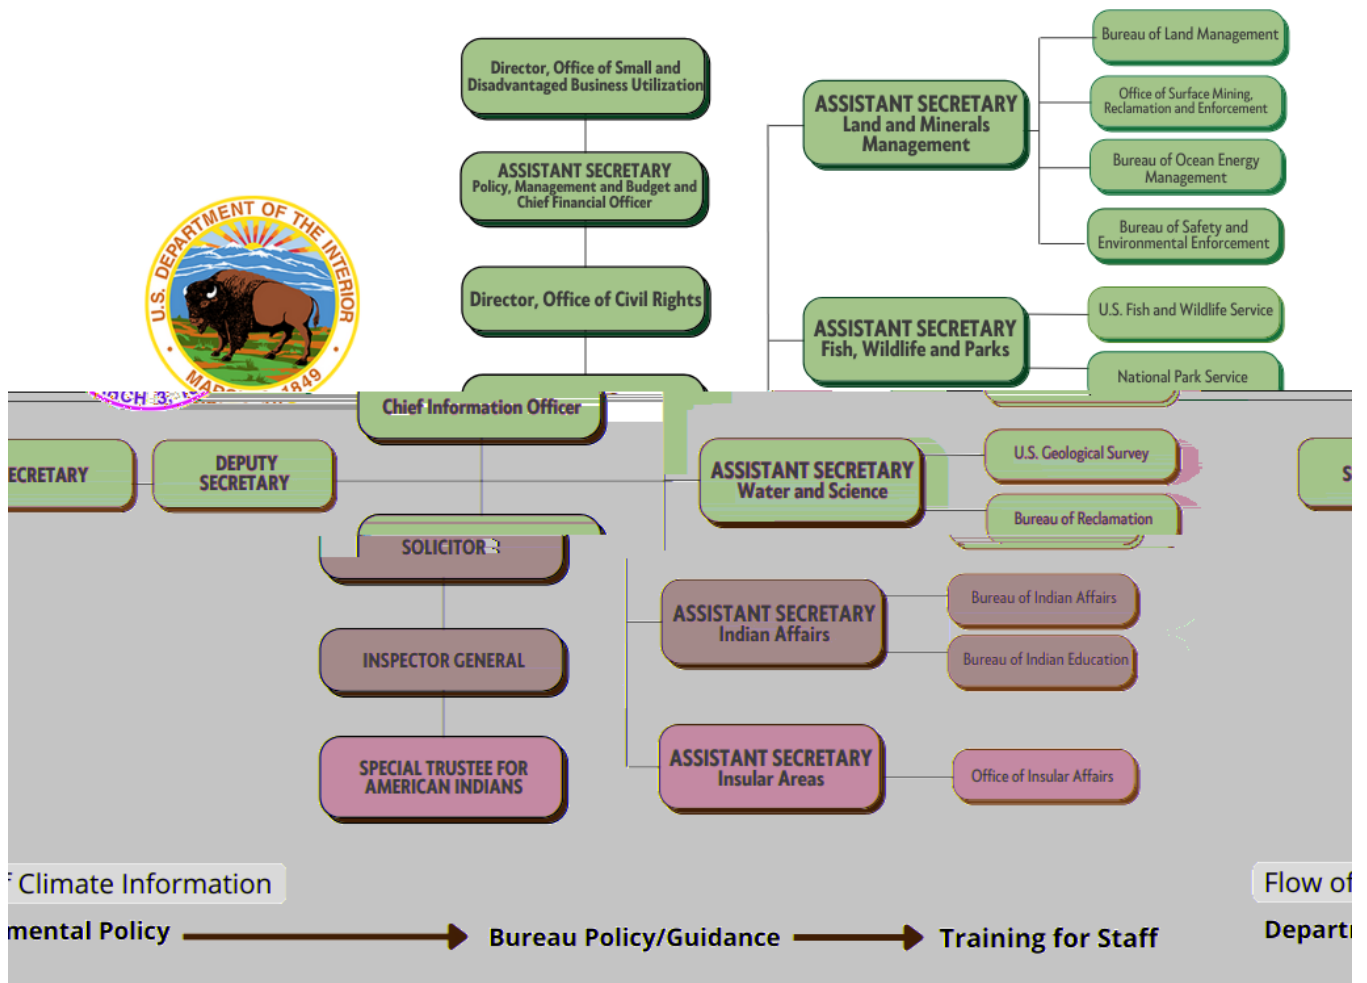 Director, Office of Small and
Disadvantaged Business Utilization
ASSISTANT SECRETARY
Policy, Management and Budget and
Chief Financial Officer
Director, Office of Civil Rights
U.S. DEPARTMENT OF THE INTERIOR
1849
CH 3,
Chief Information Officer
ECRETARY
DEPUTY
SECRETARY
SOLICITOR
INSPECTOR GENERAL
SPECIAL TRUSTEE FOR
AMERICAN INDIANS
ASSISTANT SECRETARY
Land and Minerals
Management
Bureau of Land Management
Office of Surface Mining,
Reclamation and Enforcement
Bureau of Ocean Energy
Management
Bureau of Safety and
Environmental Enforcement
ASSISTANT SECRETARY
Fish, Wildlife and Parks
U.S. Fish and Wildlife Service
National Park Service
ASSISTANT SECRETARY
Water and Science
U.S. Geological Survey
Bureau of Reclamation
S
ASSISTANT SECRETARY
Indian Affairs
Bureau of Indian Affairs
Bureau of Indian Education
ASSISTANT SECRETARY
Insular Areas
Office of Insular Affairs
f Climate Information
Flow of
mental Policy
Bureau Policy/Guidance
Training for Staff
Depart